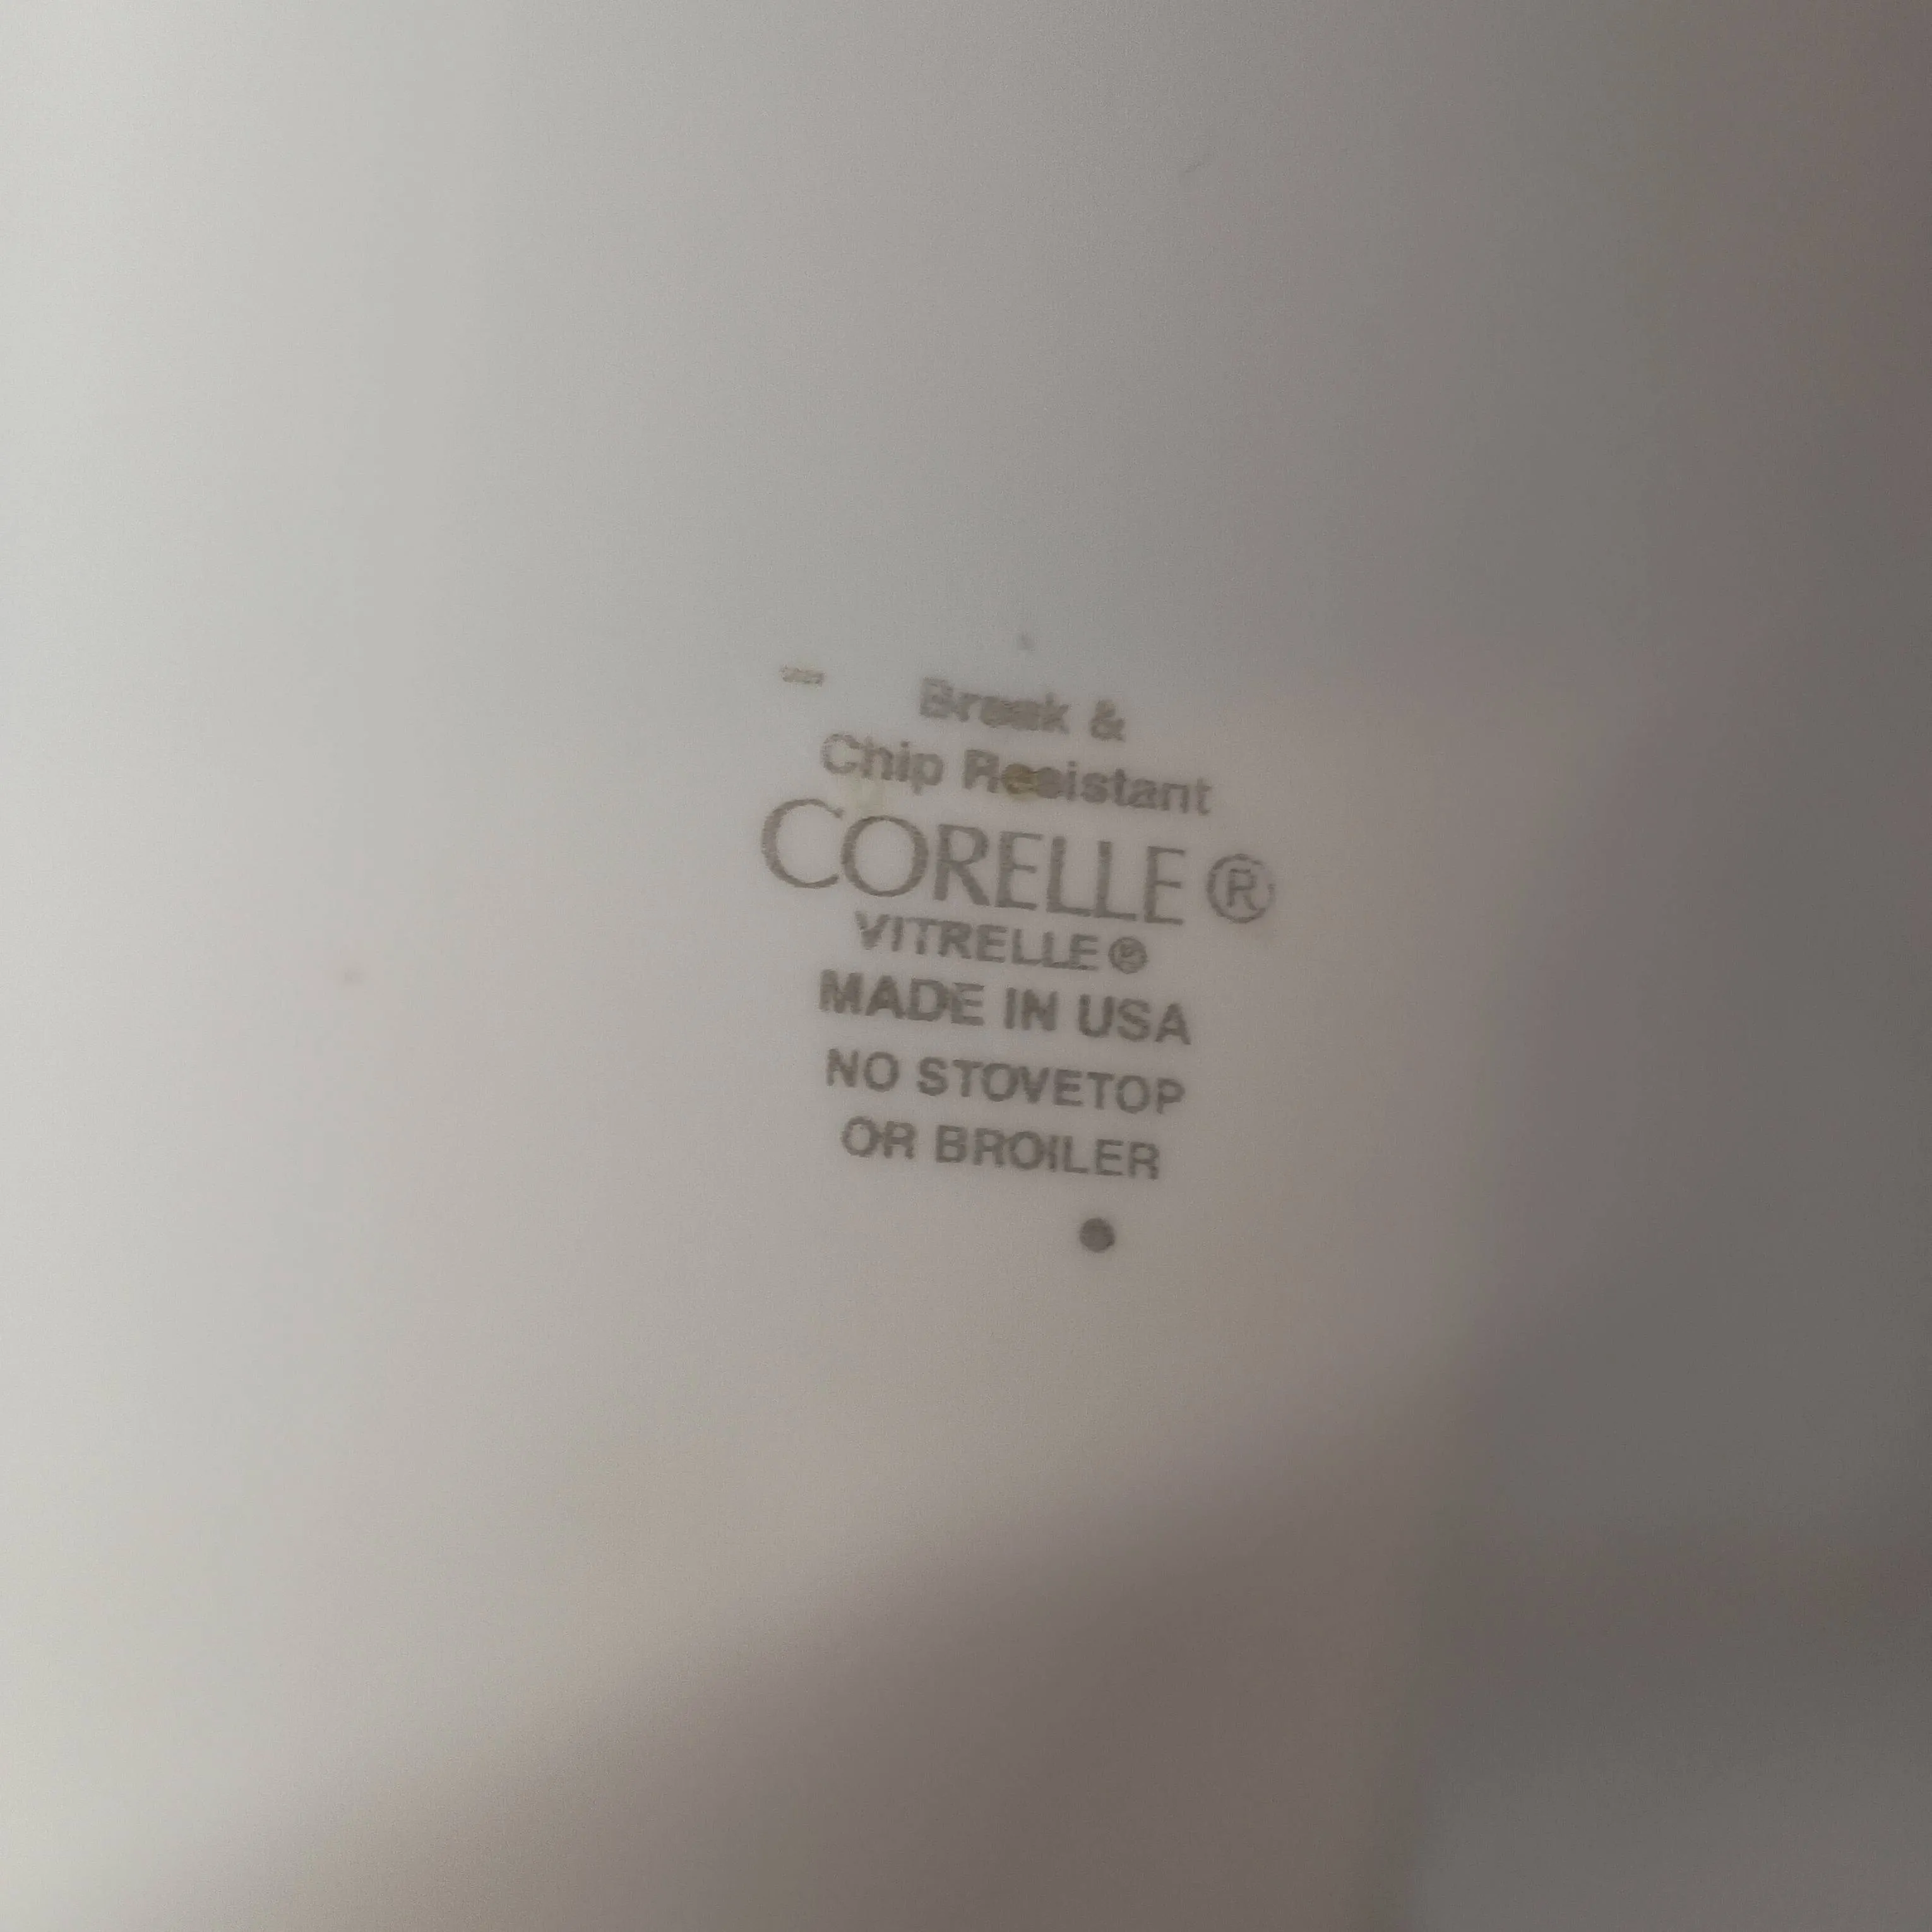 Break &
Chip Resistant
CORELLE ®
VITRELLE ®
MADE IN USA
NO STOVETOP
OR BROILER